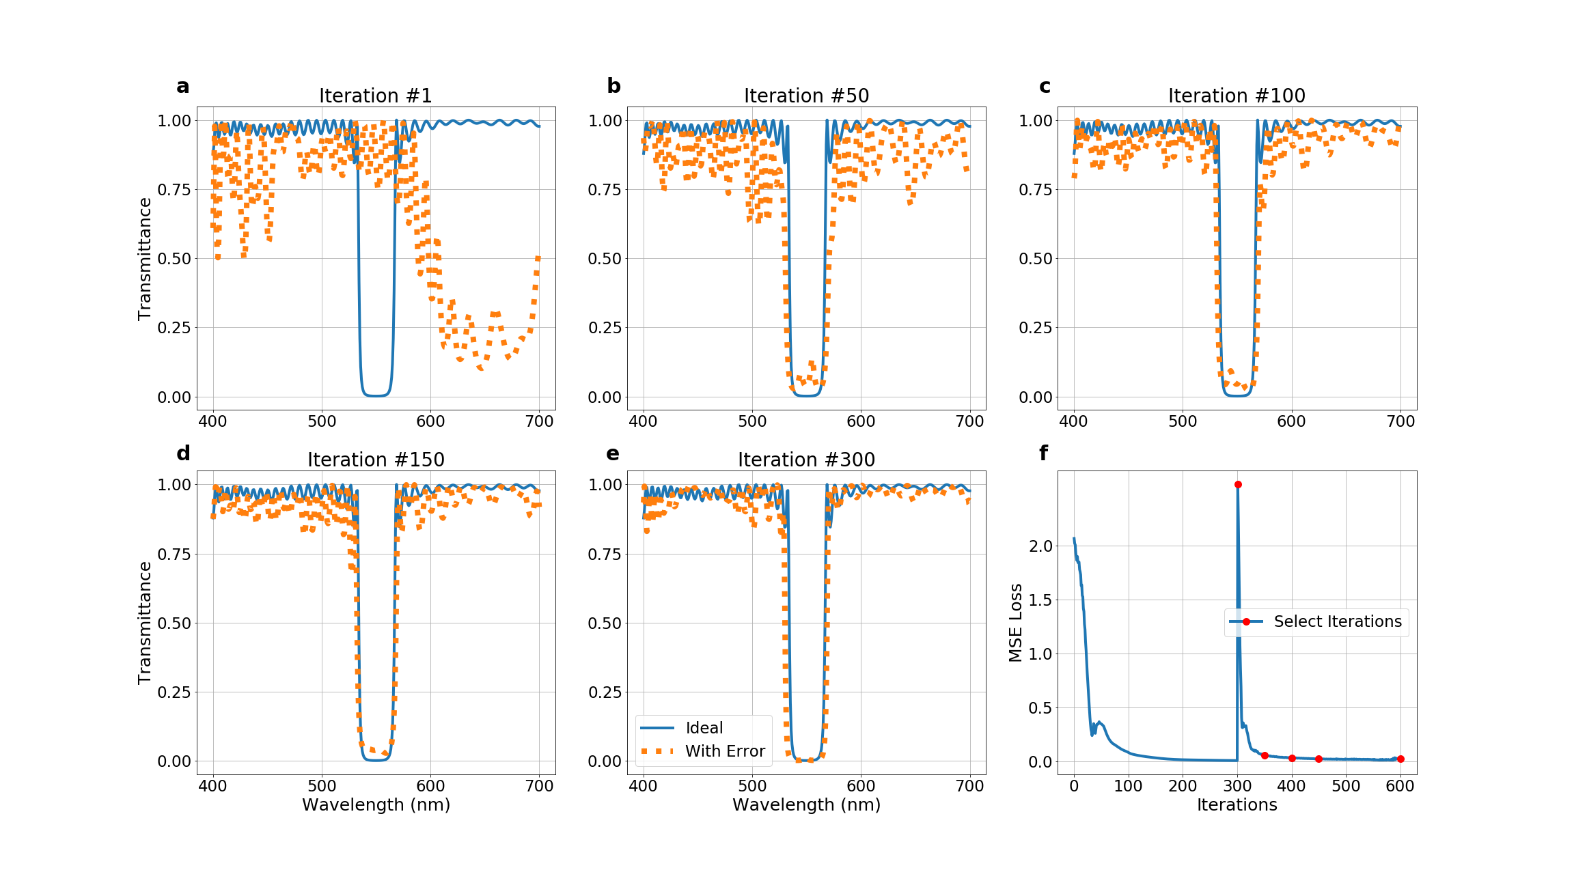 a
Iteration #1
b
Iteration #50
c
Iteration #100
Transmittance
1.00
0.75
0.50
0.25
0.00
400 500 600 700
1.00
0.75
0.50
0.25
0.00
400 500 600 700
1.00
0.75
0.50
0.25
0.00
400 500 600 700
d
Iteration #150
e
Iteration #300
f
Transmittance
1.00
0.75
0.50
0.25
0.00
400 500 600 700
Wavelength (nm)
1.00
0.75
0.50
0.25
0.00
Ideal
With Error
400 500 600 700
Wavelength (nm)
MSE Loss
2.0
1.5
1.0
0.5
0.0
Select Iterations
0 100 200 300 400 500 600
Iterations